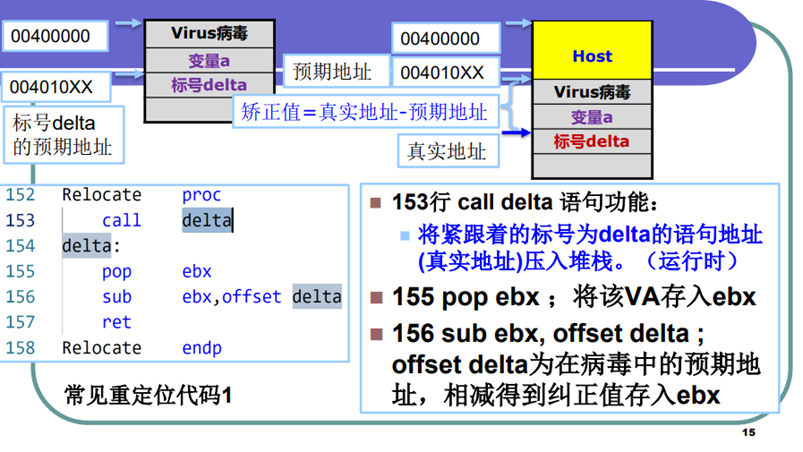 00400000
Virus病毒
变量a
标号delta
004010XX
标号delta
的预期地址
预期地址
00400000
004010XX
Host
Virus病毒
变量a
标号delta
矫正值=真实地址-预期地址
真实地址
152 Relocate proc
153 call delta
154 delta:
155 pop ebx
156 sub ebx,offset delta
157 ret
158 Relocate endp
常见重定位代码1
153行 call delta 语句功能：
将紧跟着的标号为delta的语句地址
(真实地址)压入堆栈。（运行时）
155 pop ebx ；将该VA存入ebx
156 sub ebx, offset delta ;
offset delta为在病毒中的预期地
址，相减得到纠正值存入ebx
15